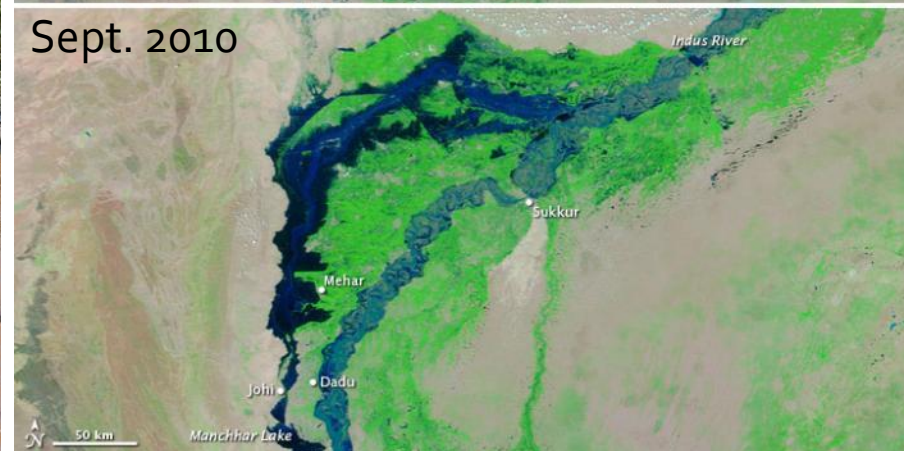 Sept. 2010
Indus River
Sukkur
Mehar
Johi
Dadu
Manchhar Lake
N
50 km